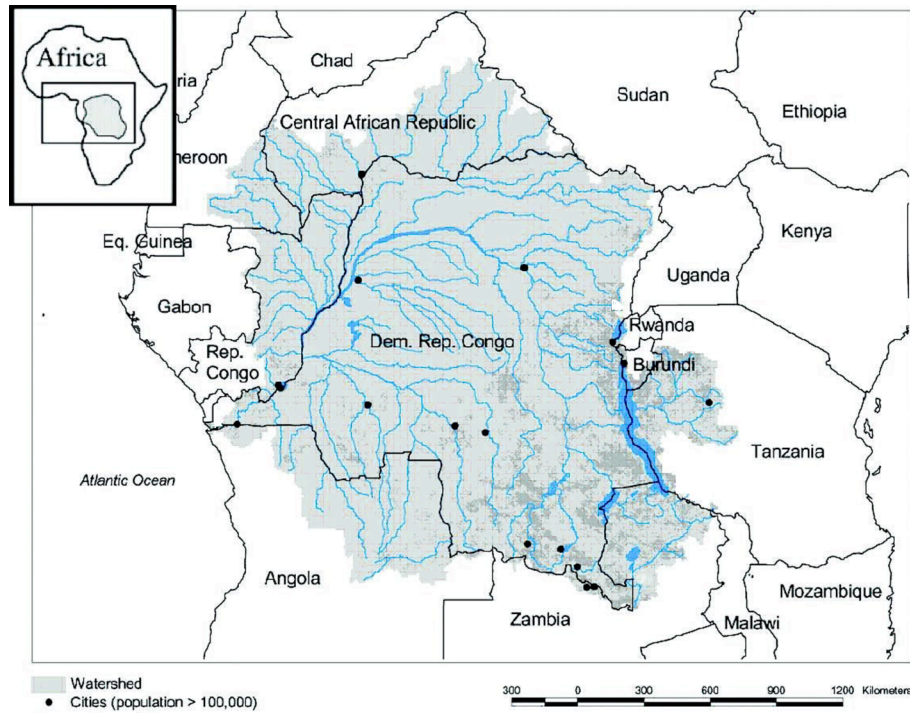 Africa
Chad
Sudan
Ethiopia
ria
Central African Republic
neroon
Eq. Guinea
Kenya
Uganda
Gabon
Rwanda
Dem. Rep. Congo
Rep.
Congo
Burundi
Tanzania
Atlantic Ocean
Angola
Mozambique
Zambia
Malawi
Watershed
Cities (population > 100,000)
300 0 300 600 900 1200 Kilometers